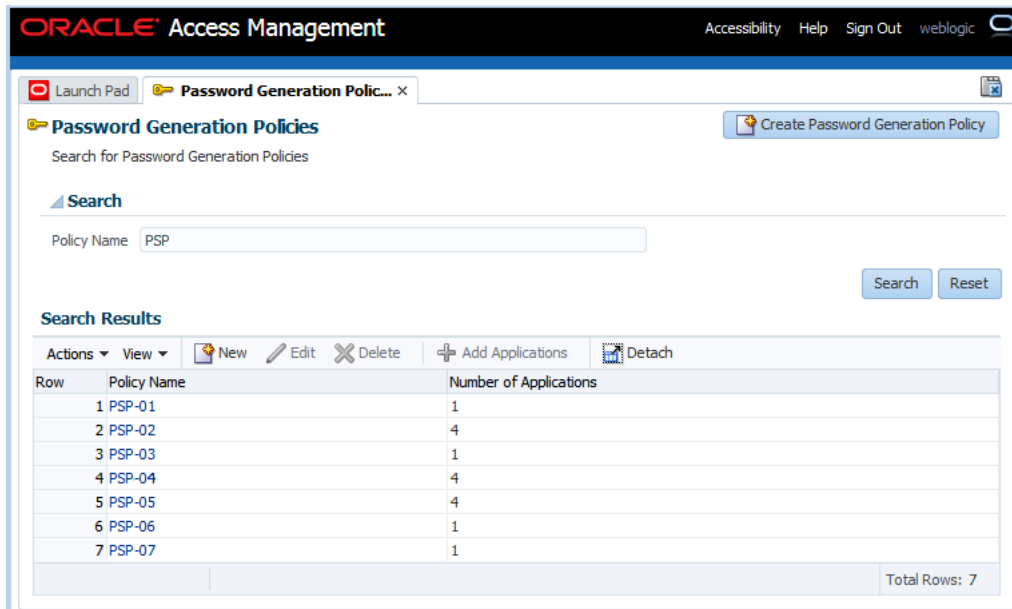 ORACLE Access Management Accessibility Help Sign Out weblogic
Launch Pad Password Generation Polic... ×
Password Generation Policies Create Password Generation Policy
Search for Password Generation Policies
Search
Policy Name PSP
Search Reset
Search Results
Actions View New Edit Delete Add Applications Detach
Row Policy Name Number of Applications
1 PSP-01 1
2 PSP-02 4
3 PSP-03 1
4 PSP-04 4
5 PSP-05 4
6 PSP-06 1
7 PSP-07 1
Total Rows: 7